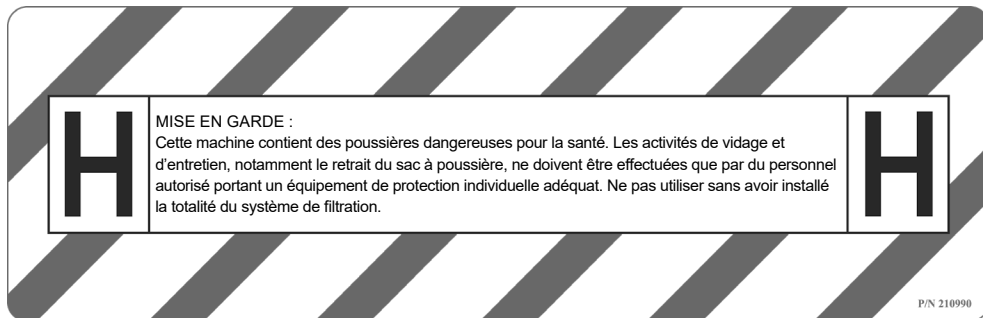 H
MISE EN GARDE :
Cette machine contient des poussières dangereuses pour la santé. Les activités de vidage et
d’entretien, notamment le retrait du sac à poussière, ne doivent être effectuées que par du personnel
autorisé portant un équipement de protection individuelle adéquat. Ne pas utiliser sans avoir installé
la totalité du système de filtration.
H
P/N 210990